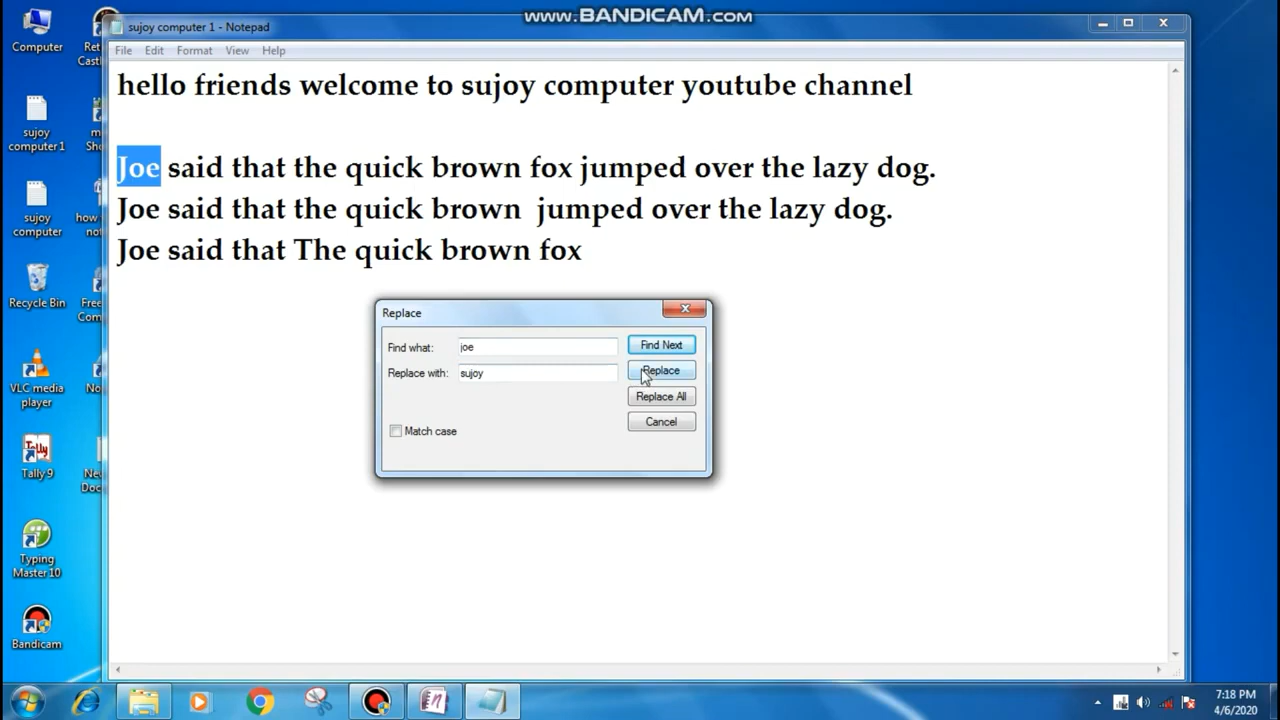 www.BANDICAM.com
Computer
sujoy computer 1 - Notepad
File Edit Format View Help
hello friends welcome to sujoy computer youtube channel
Joe said that the quick brown fox jumped over the lazy dog.
Joe said that the quick brown  jumped over the lazy dog.
Joe said that The quick brown fox
Replace
Find what: joe
Find Next
Replace with: sujoy
Replace
Replace All
Cancel
Match case
sujoy
computer 1
sujoy
computer
Recycle Bin
VLC media
player
Tally 9
Typing
Master 10
Bandicam
7:18 PM
4/6/2020